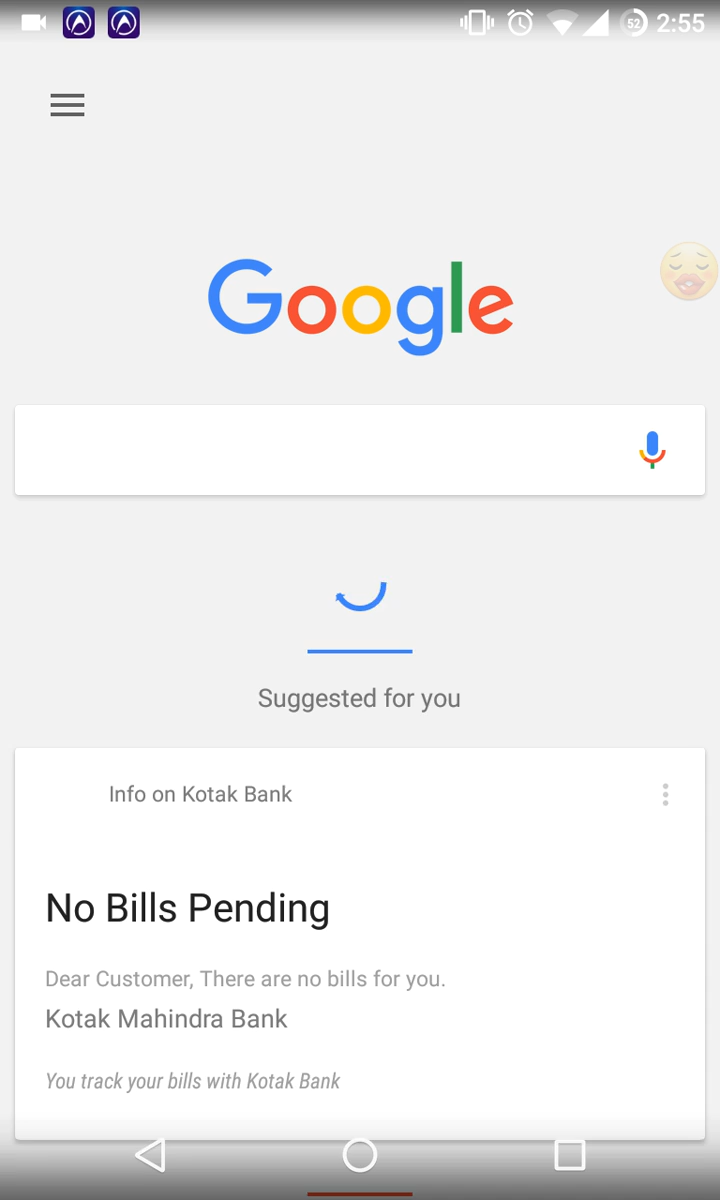 52 2:55
Google
Suggested for you
Info on Kotak Bank
No Bills Pending
Dear Customer, There are no bills for you.
Kotak Mahindra Bank
You track your bills with Kotak Bank